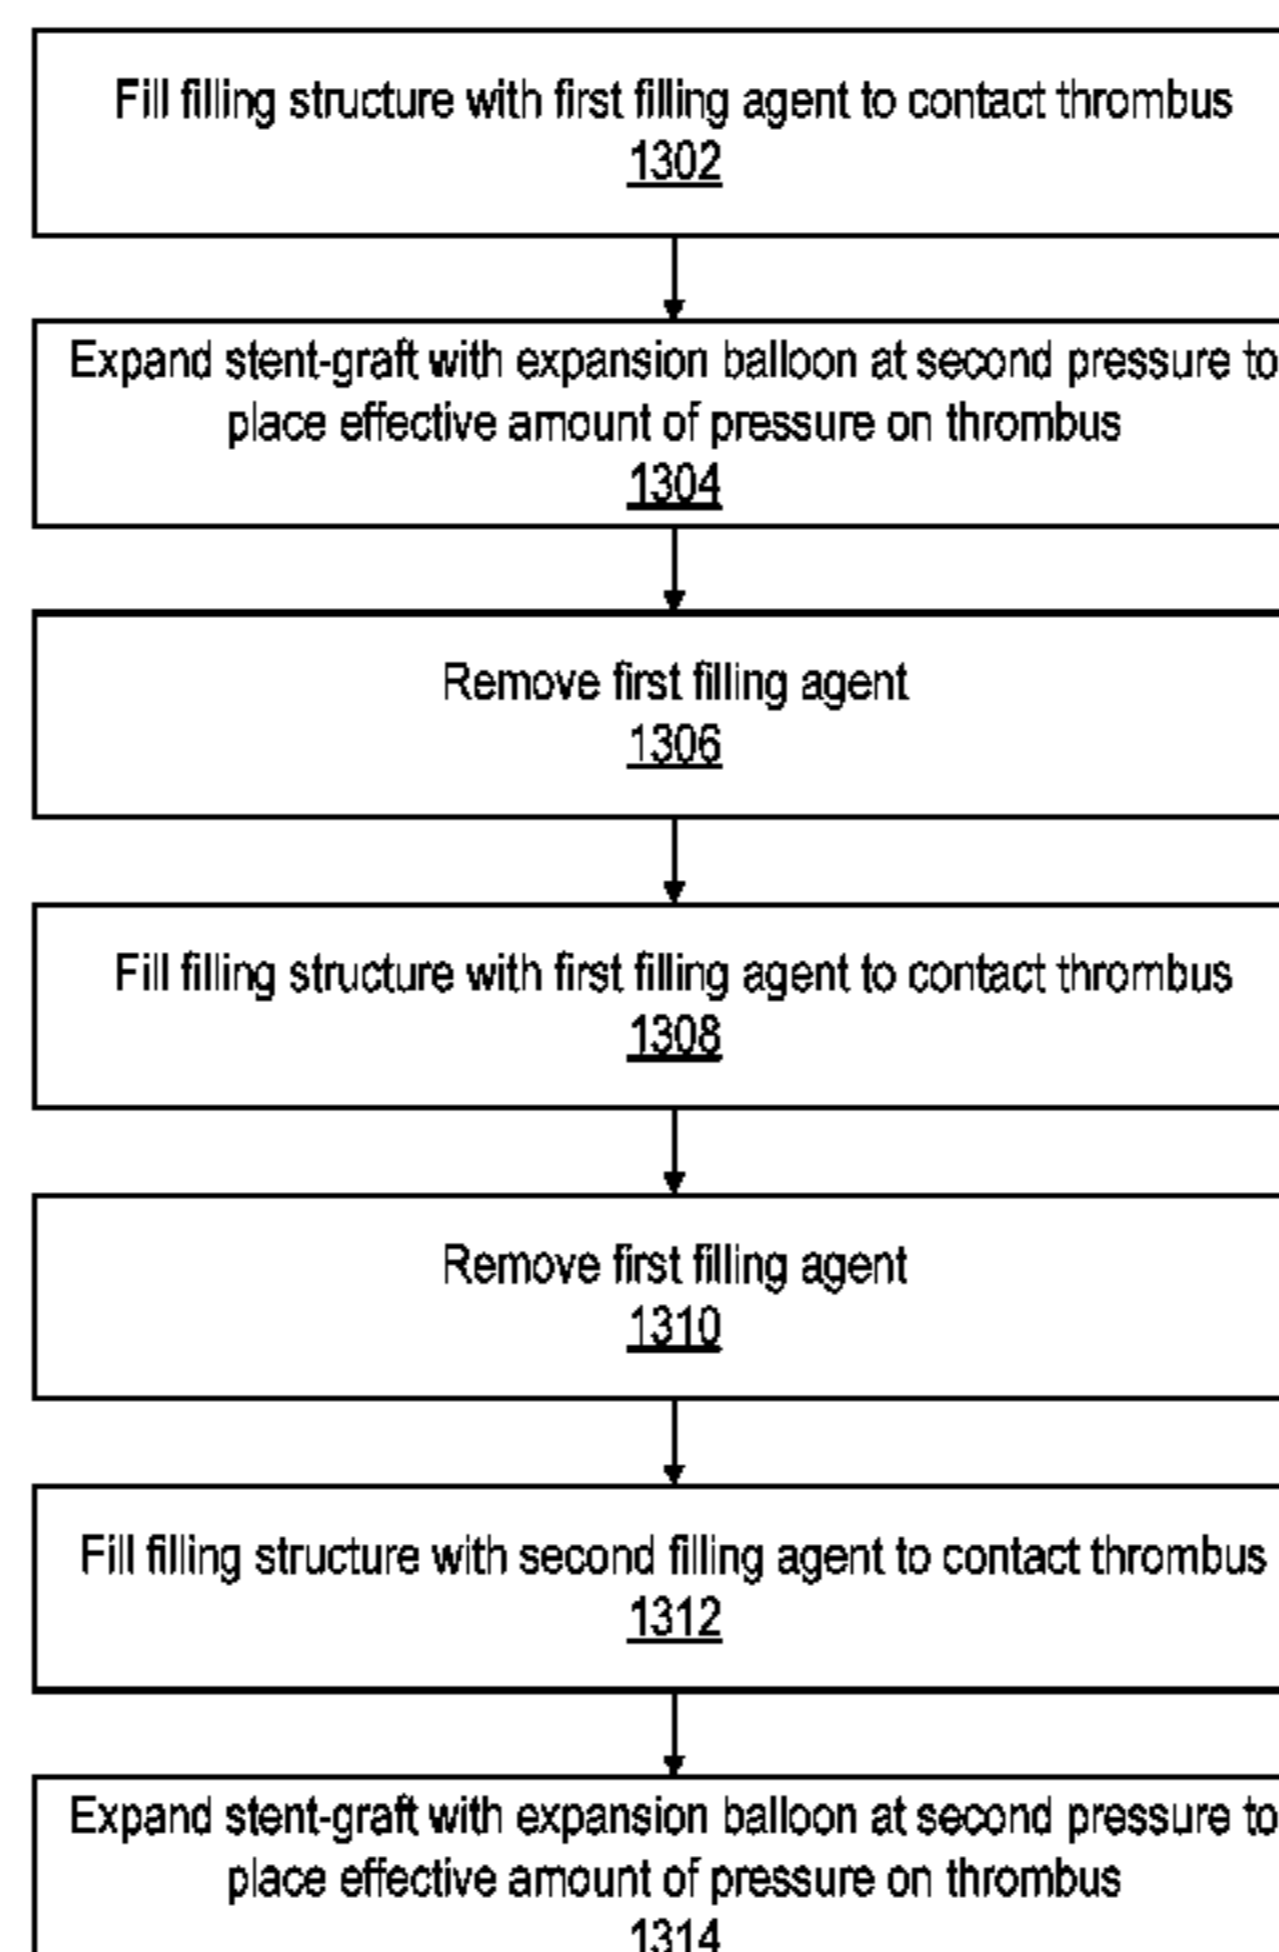 Fill filling structure with first filling agent to contact thrombus
1302
Expand stent-graft with expansion balloon at second pressure to
place effective amount of pressure on thrombus
1304
Remove first filling agent
1306
Fill filling structure with first filling agent to contact thrombus
1308
Remove first filling agent
1310
Fill filling structure with second filling agent to contact thrombus
1312
Expand stent-graft with expansion balloon at second pressure to
place effective amount of pressure on thrombus
1314